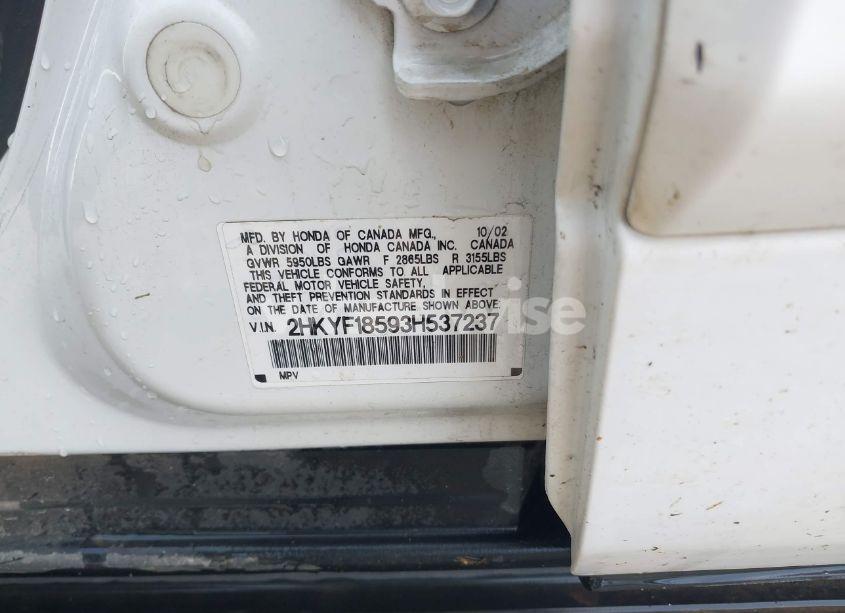 MFD. BY HONDA OF CANADA MFG., 10/02
A DIVISION OF HONDA CANADA INC. CANADA
GVWR 5950LBS GAWR F 2865LBS R 3155LBS
THIS VEHICLE CONFORMS TO ALL APPLICABLE
FEDERAL MOTOR VEHICLE SAFETY,
AND THEFT PREVENTION STANDARDS IN EFFECT
ON THE DATE OF MANUFACTURE SHOWN ABOVE.
V.I.N. 2HKYF18593H537237
MPV